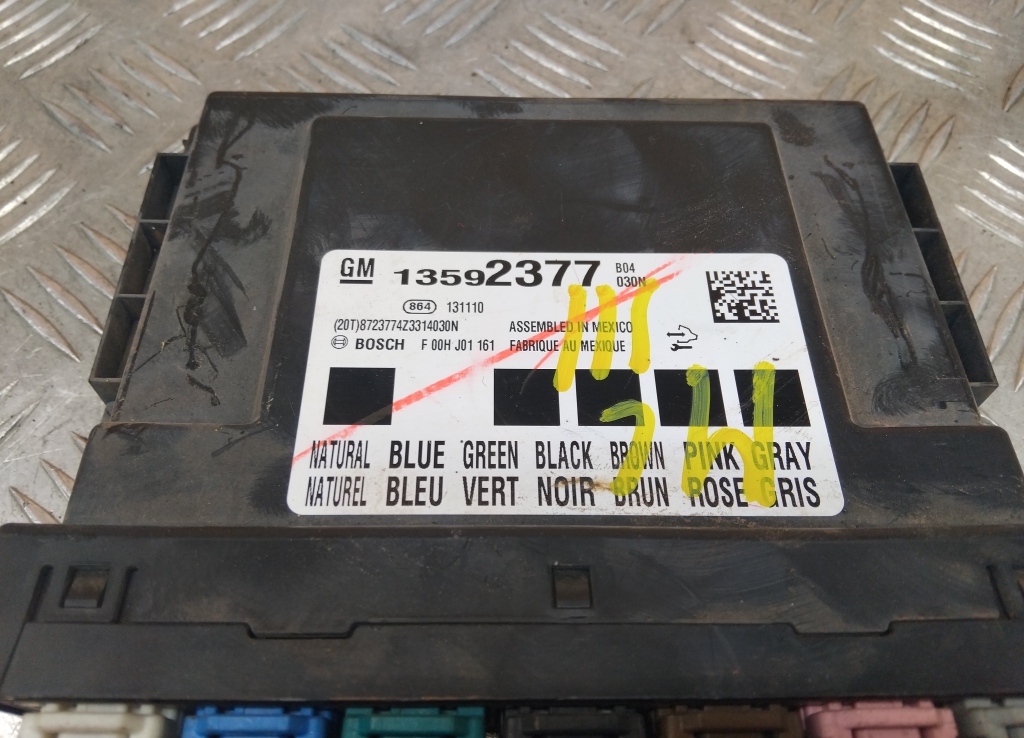 GM 13592377 B04
030N
864 131110
(20T)8723774Z3314030N ASSEMBLED IN MEXICO
BOSCH F 00H J01 161 FABRIQUE AU MEXIQUE
NATURAL BLUE GREEN BLACK BROWN PINK GRAY
NATUREL BLEU VERT NOIR BRUN ROSE GRIS